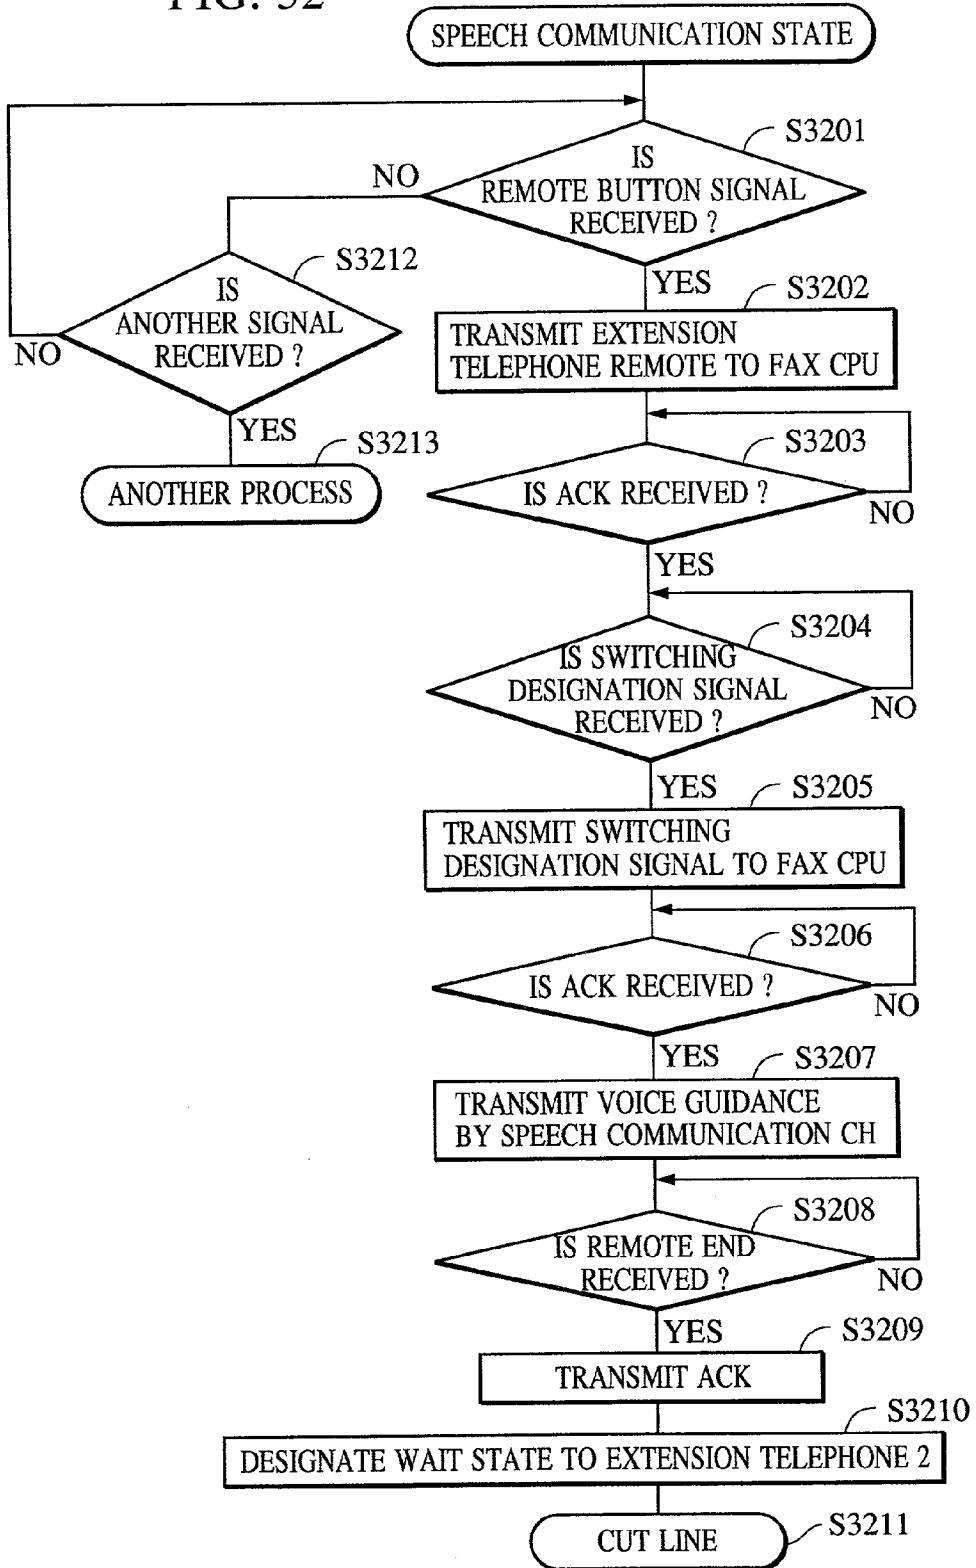 FIG. 32
SPEECH COMMUNICATION STATE
S3201
IS
REMOTE BUTTON SIGNAL
RECEIVED ?
NO
YES
S3212
IS
ANOTHER SIGNAL
RECEIVED ?
NO
YES
S3213
ANOTHER PROCESS
S3202
TRANSMIT EXTENSION
TELEPHONE REMOTE TO FAX CPU
S3203
IS ACK RECEIVED ?
NO
YES
S3204
IS SWITCHING
DESIGNATION SIGNAL
RECEIVED ?
NO
YES
S3205
TRANSMIT SWITCHING
DESIGNATION SIGNAL TO FAX CPU
S3206
IS ACK RECEIVED ?
NO
YES
S3207
TRANSMIT VOICE GUIDANCE
BY SPEECH COMMUNICATION CH
S3208
IS REMOTE END
RECEIVED ?
NO
YES
S3209
TRANSMIT ACK
S3210
DESIGNATE WAIT STATE TO EXTENSION TELEPHONE 2
S3211
CUT LINE